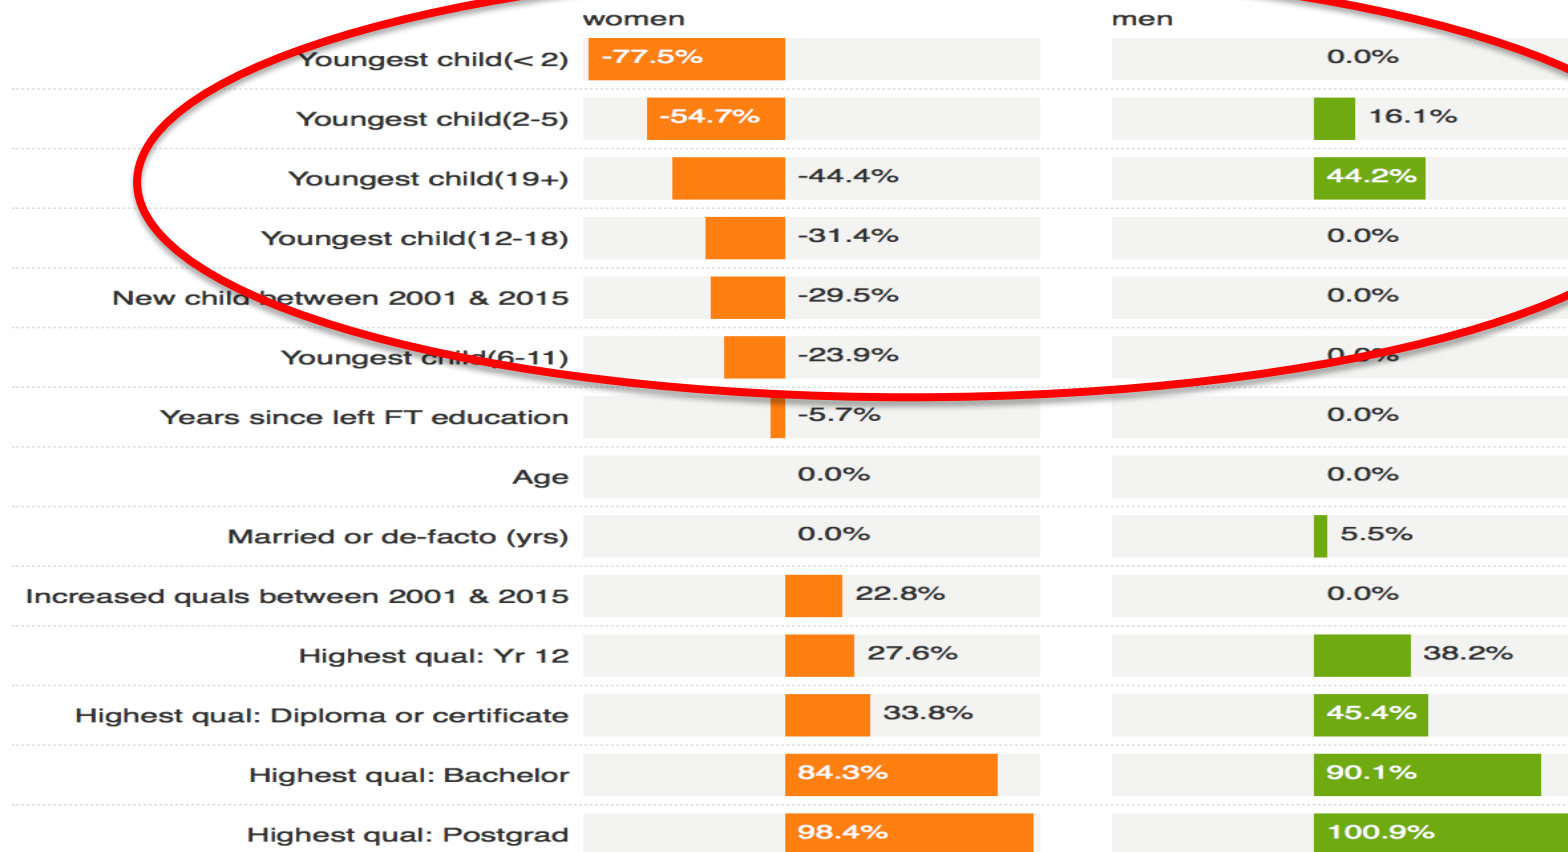 women men
Youngest child(< 2) -77.5% 0.0%
Youngest child(2-5) -54.7% 16.1%
Youngest child(19+) -44.4% 44.2%
Youngest child(12-18) -31.4% 0.0%
New child between 2001 & 2015 -29.5% 0.0%
Youngest child(6-11) -23.9% 0.0%
Years since left FT education -5.7% 0.0%
Age 0.0% 0.0%
Married or de-facto (yrs) 0.0% 5.5%
Increased quals between 2001 & 2015 22.8% 0.0%
Highest qual: Yr 12 27.6% 38.2%
Highest qual: Diploma or certificate 33.8% 45.4%
Highest qual: Bachelor 84.3% 90.1%
Highest qual: Postgrad 98.4% 100.9%